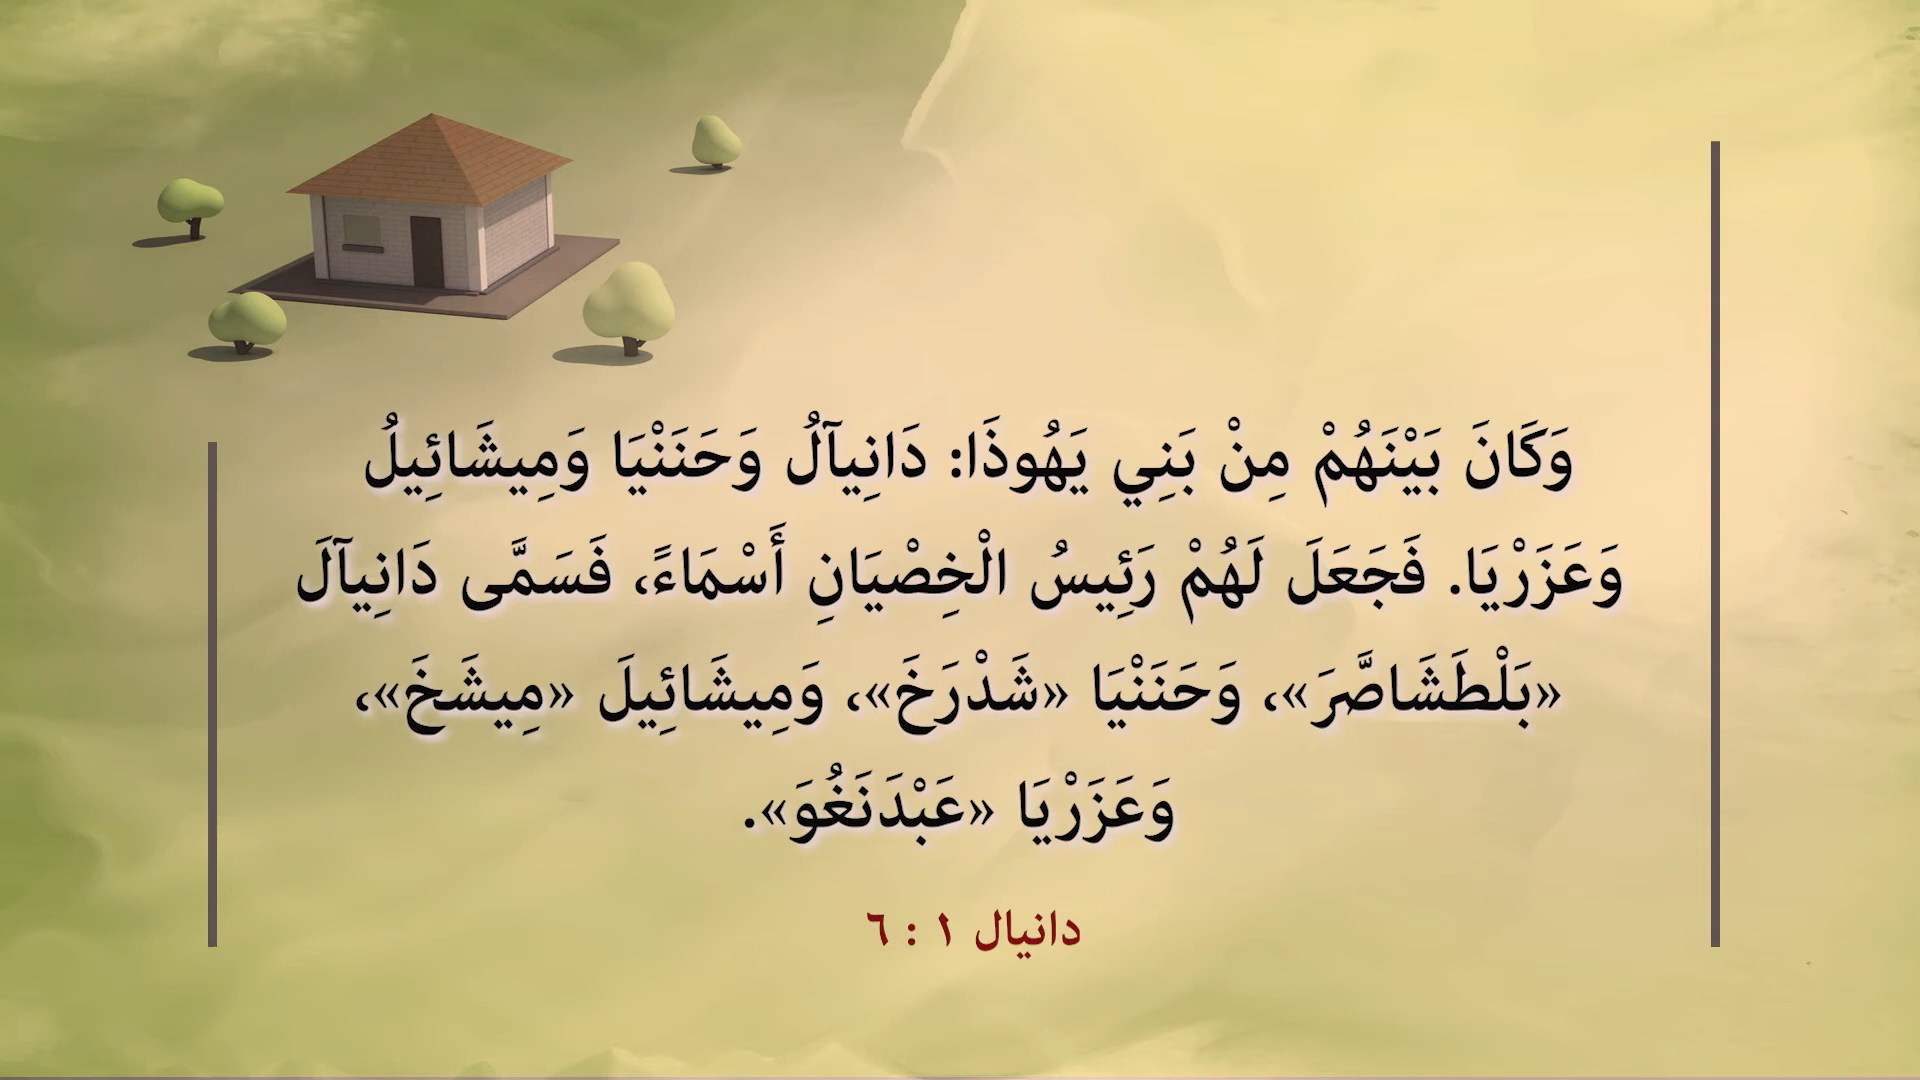 وَكَانَ بَيْنَهُمْ مِنْ بَنِي يَهُوذَا: دَانِيآلُ وَحَنَنْيَا وَمِيشَائِيلُ
وَعَزَرْيَا. فَجَعَلَ لَهُمْ رَئِيسُ الْخِصْيَانِ أَسْمَاءً، فَسَمَّى دَانِيآلَ
«بَلْطَشَاصَّرَ»، وَحَنَنْيَا «شَدْرَخَ»، وَمِيشَائِيلَ «مِيشَخَ»،
وَعَزَرْيَا «عَبْدَنَغُوَ».
دانيال ١ : ٦